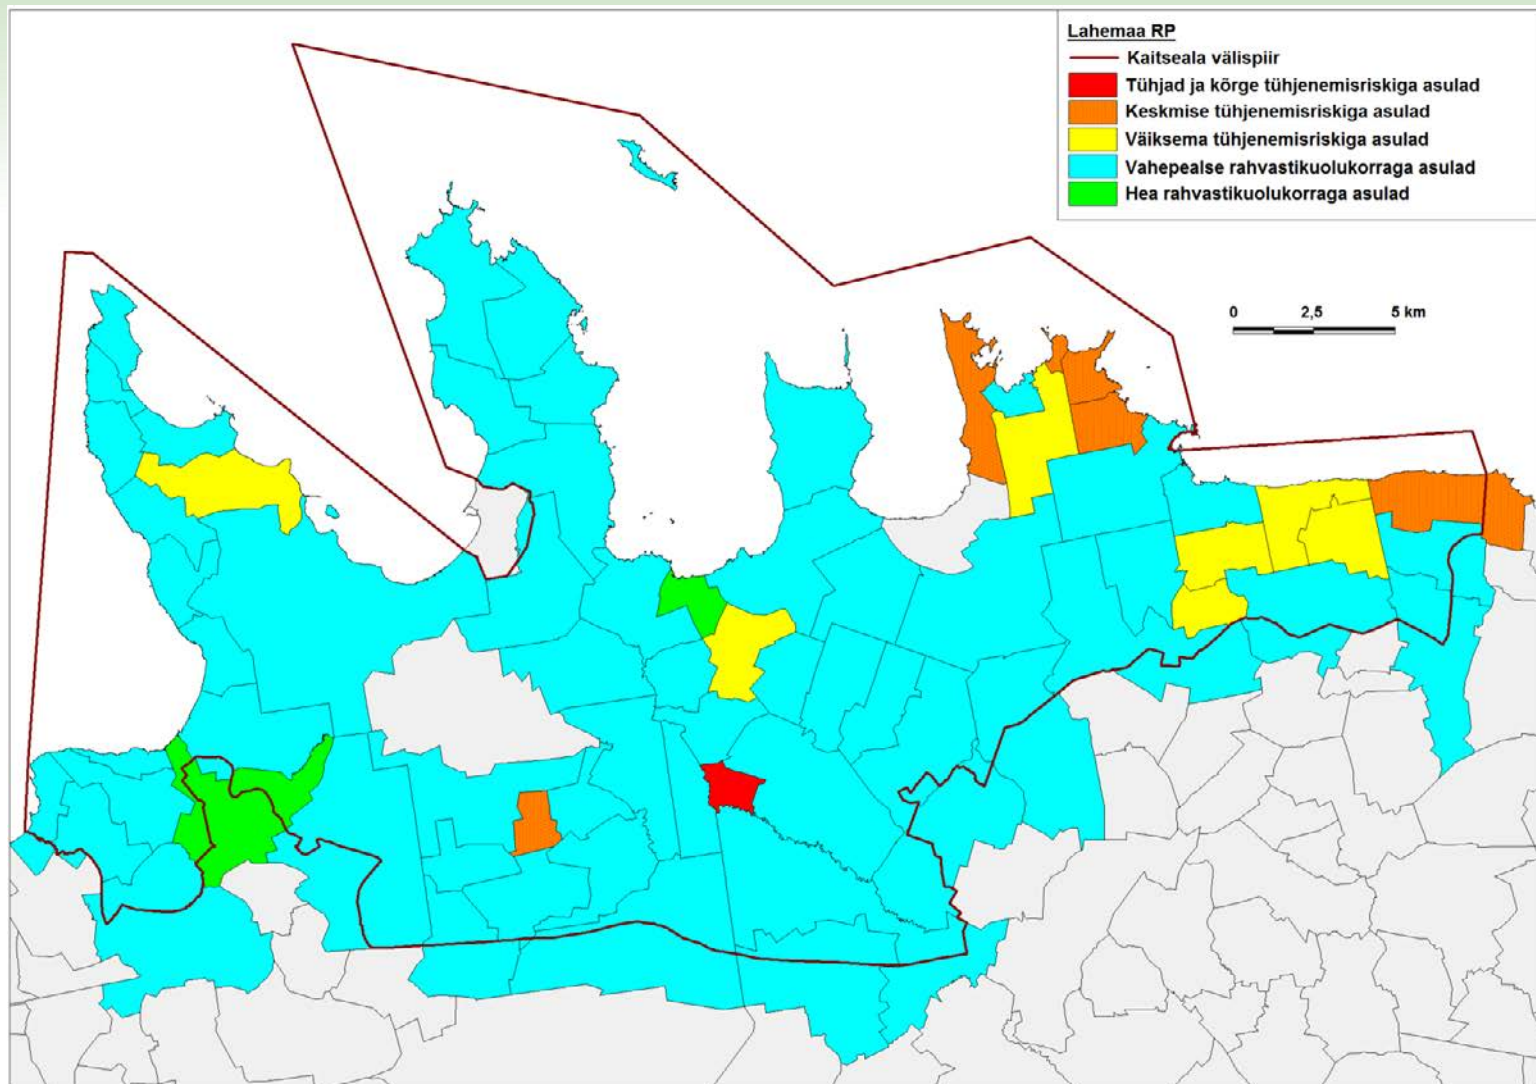 Lahemaa RP
Kaitseala välispiir
Tühjad ja kõrge tühjenemisriskiga asulad
Keskmise tühjenemisriskiga asulad
Väiksema tühjenemisriskiga asulad
Vahepealse rahvastikuolukorraga asulad
Hea rahvastikuolukorraga asulad
0 2,5 5 km